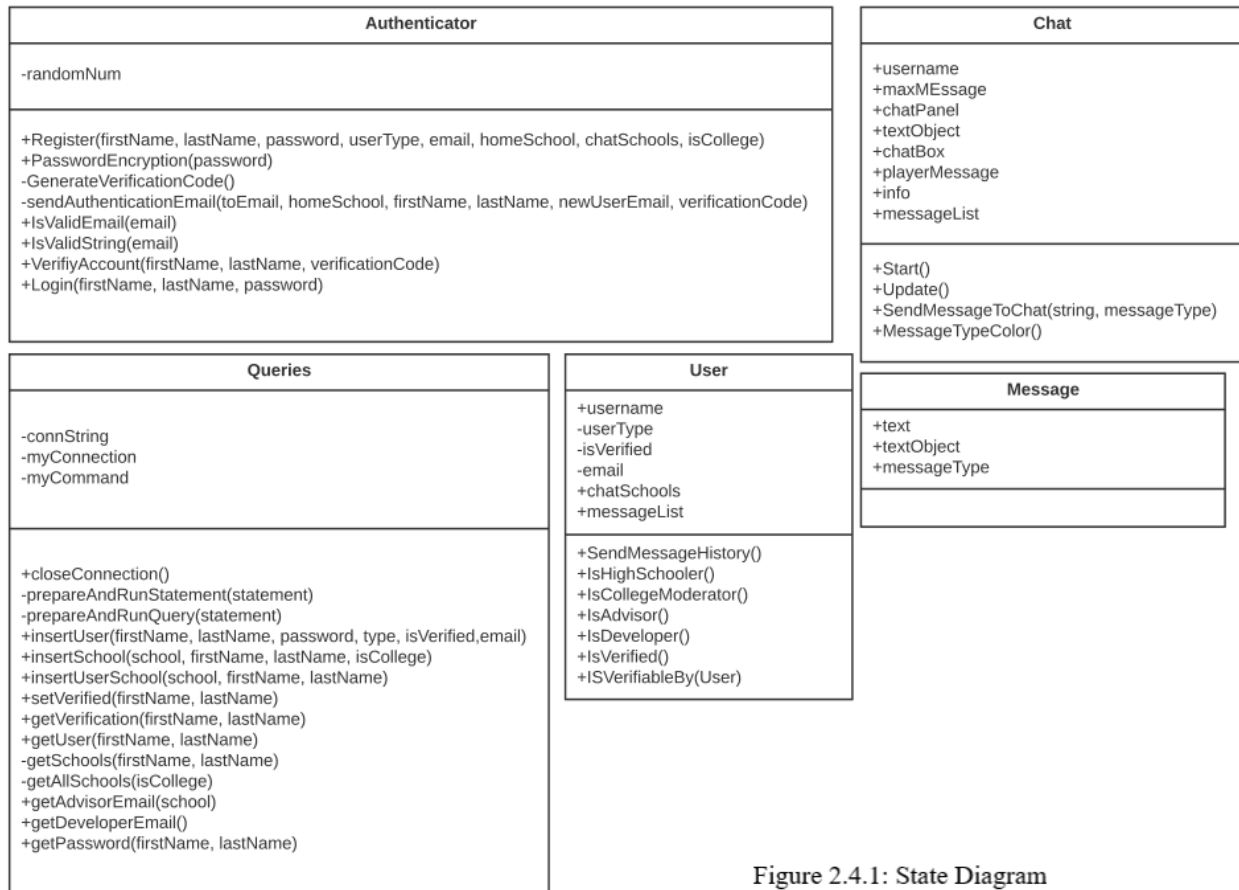 Authenticator
-randomNum
+Register(firstName, lastName, password, userType, email, homeSchool, chatSchools, isCollege)
+PasswordEncryption(password)
-GenerateVerificationCode()
-sendAuthenticationEmail(toEmail, homeSchool, firstName, lastName, newUserEmail, verificationCode)
+IsValidEmail(email)
+IsValidString(email)
+VerifiyAccount(firstName, lastName, verificationCode)
+Login(firstName, lastName, password)
Chat
+username
+maxMEssage
+chatPanel
+textObject
+chatBox
+playerMessage
+info
+messageList
+Start()
+Update()
+SendMessageToChat(string, messageType)
+MessageTypeColor()
Queries
-connString
-myConnection
-myCommand
+closeConnection()
-prepareAndRunStatement(statement)
-prepareAndRunQuery(statement)
+insertUser(firstName, lastName, password, type, isVerified,email)
+insertSchool(school, firstName, lastName, isCollege)
+insertUserSchool(school, firstName, lastName)
+setVerified(firstName, lastName)
+getVerification(firstName, lastName)
+getUser(firstName, lastName)
-getSchools(firstName, lastName)
-getAllSchools(isCollege)
+getAdvisorEmail(school)
+getDeveloperEmail()
+getPassword(firstName, lastName)
User
+username
-userType
-isVerified
-email
+chatSchools
+messageList
+SendMessageHistory()
+IsHighSchooler()
+IsCollegeModerator()
+IsAdvisor()
+IsDeveloper()
+IsVerified()
+ISVerifiableBy(User)
Message
+text
+textObject
+messageType
Figure 2.4.1: State Diagram